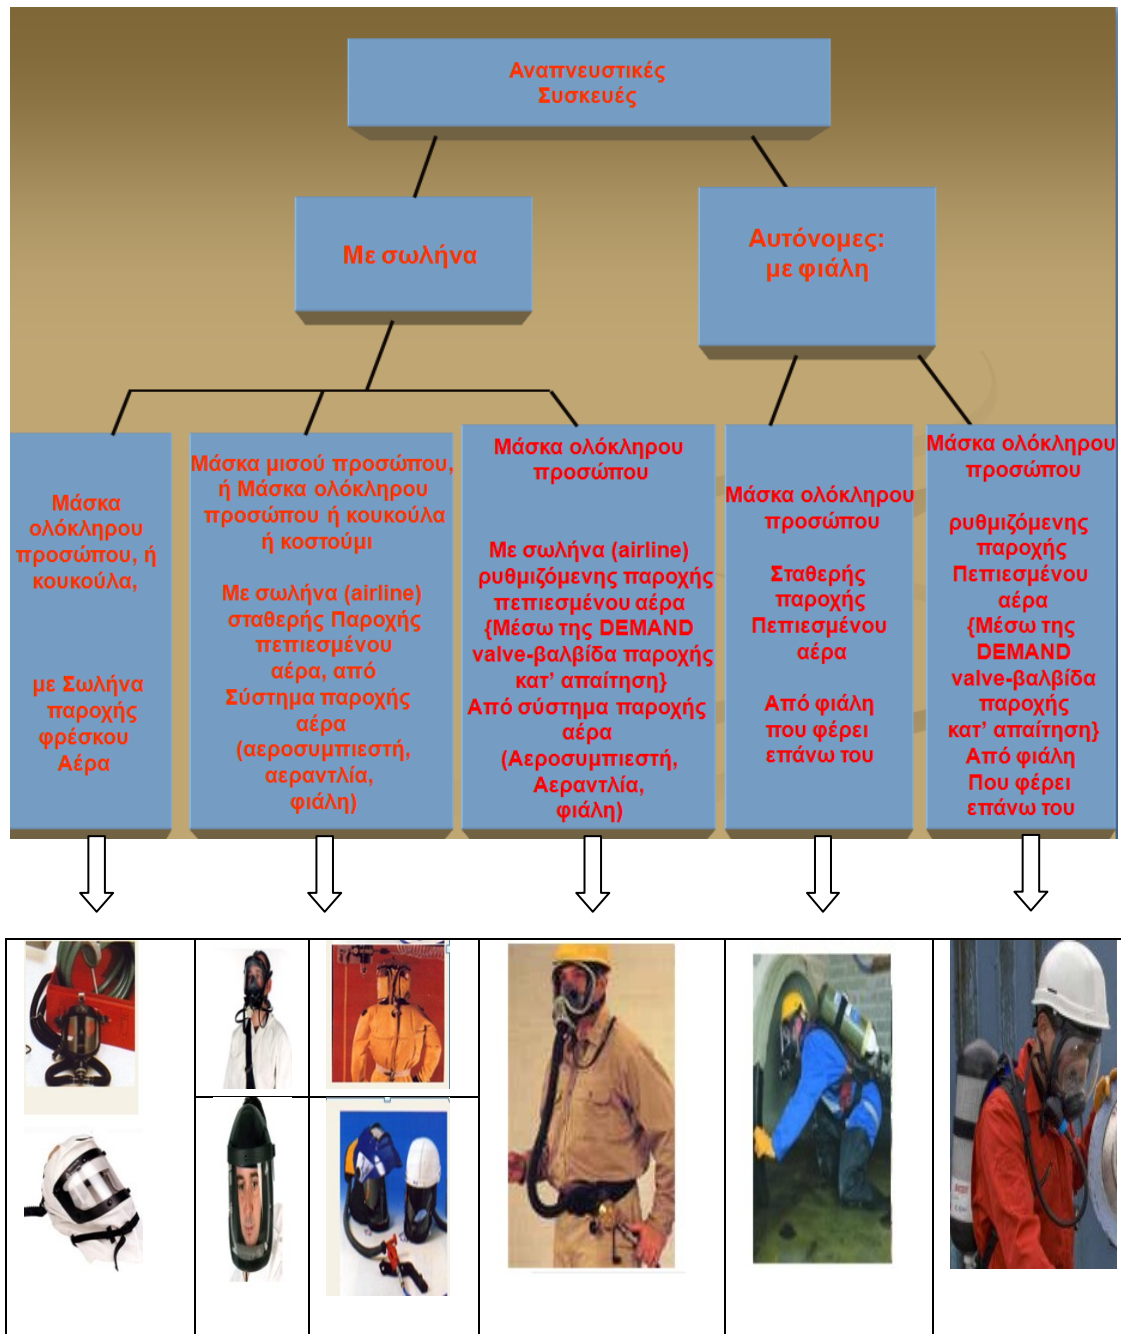 Αναπνευστικές
Συσκευές
Με σωλήνα
Αυτόνομες:
με φιάλη
Μάσκα
ολόκληρου
προσώπου, ή
κουκούλα,
με Σωλήνα
παροχής
φρέσκου
Αέρα
Μάσκα μισού προσώπου,
ή Μάσκα ολόκληρου
προσώπου ή κουκούλα
ή κοστούμι
Με σωλήνα (airline)
σταθερής Παροχής
πεπιεσμένου
αέρα, από
Σύστημα παροχής
αέρα
(αεροσυμπιεστή,
αεραντλία,
φιάλη)
Μάσκα ολόκληρου
προσώπου
Με σωλήνα (airline)
ρυθμιζόμενης παροχής
πεπιεσμένου αέρα
{Μέσω της DEMAND
valve-βαλβίδα παροχής
κατ’ απαίτηση}
Από σύστημα παροχής
αέρα
(Αεροσυμπιεστή,
Αεραντλία,
φιάλη)
Μάσκα ολόκληρου
προσώπου
Σταθερής
παροχής
Πεπιεσμένου
αέρα
Από φιάλη
που φέρει
επάνω του
Μάσκα ολόκληρου
προσώπου
ρυθμιζόμενης
παροχής
Πεπιεσμένου
αέρα
{Μέσω της
DEMAND
valve-βαλβίδα
παροχής
κατ’ απαίτηση}
Από φιάλη
Που φέρει
επάνω του